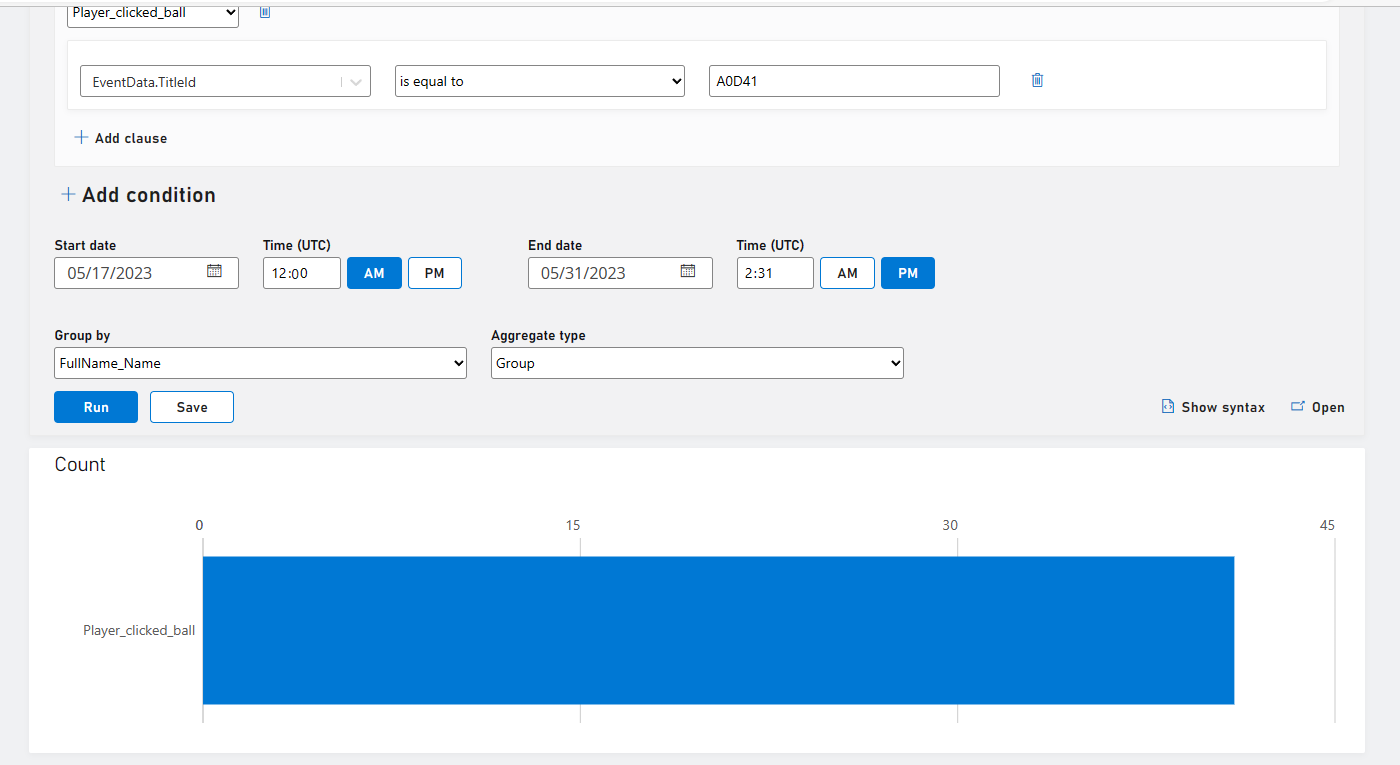 Player_clicked_ball
EventData.TitleId is equal to A0D41
Add clause
Add condition
Start date Time (UTC) End date Time (UTC)
05/17/2023 12:00 AM PM 05/31/2023 2:31 AM PM
Group by Aggregate type
FullName_Name Group
Run Save Show syntax Open
Count
0 15 30 45
Player_clicked_ball